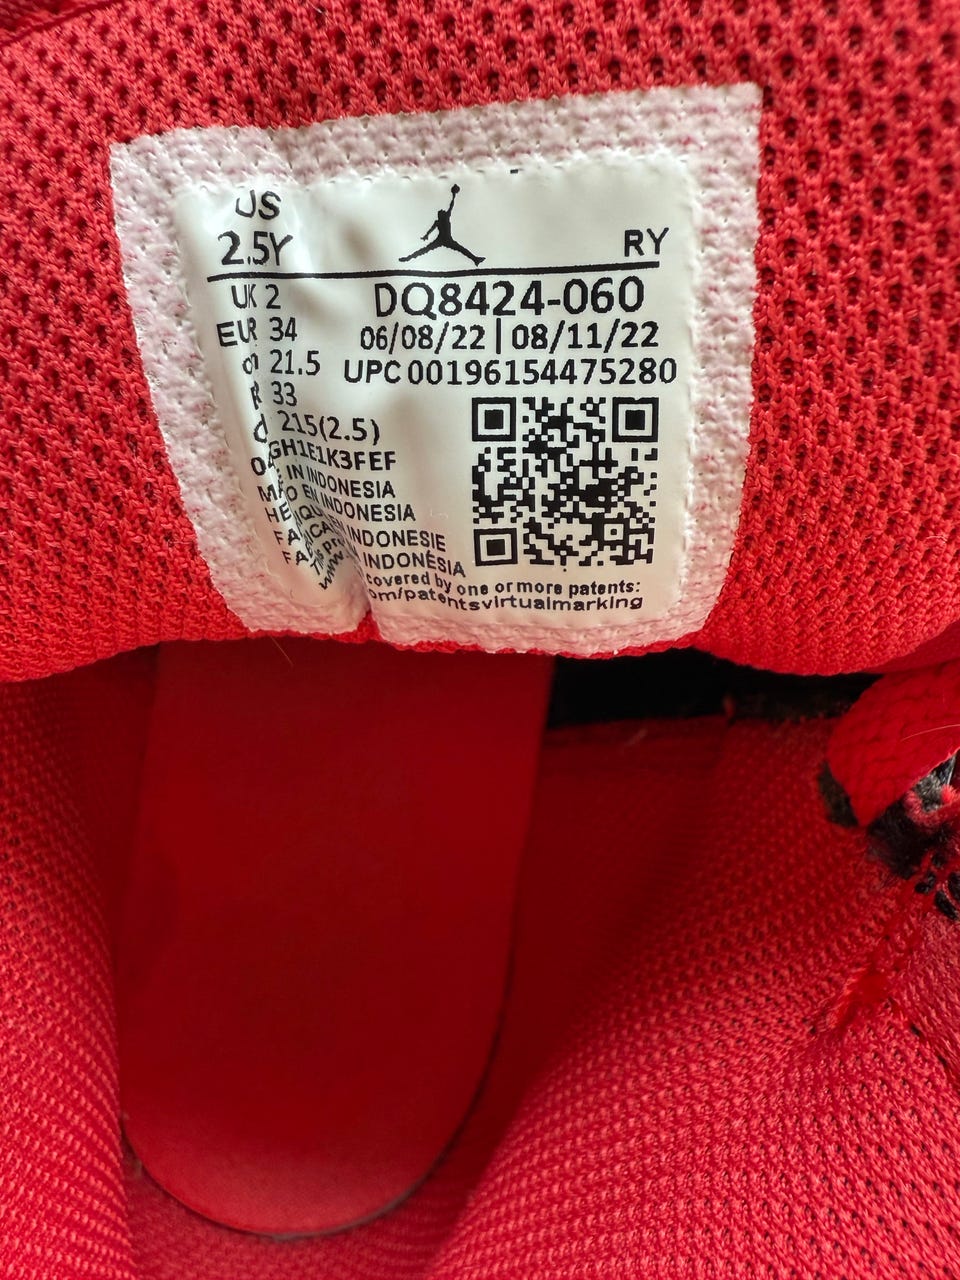 US
2.5Y
RY
UK 2
EUR 34
21.5
33
215(2.5)
DQ8424-060
06/08/22 | 08/11/22
UPC 00196154475280
IN INDONESIA
EN INDONESIA
INDONESIE
INDONÉSIA
covered by one or more patents:
om/patentsvirtualmarking